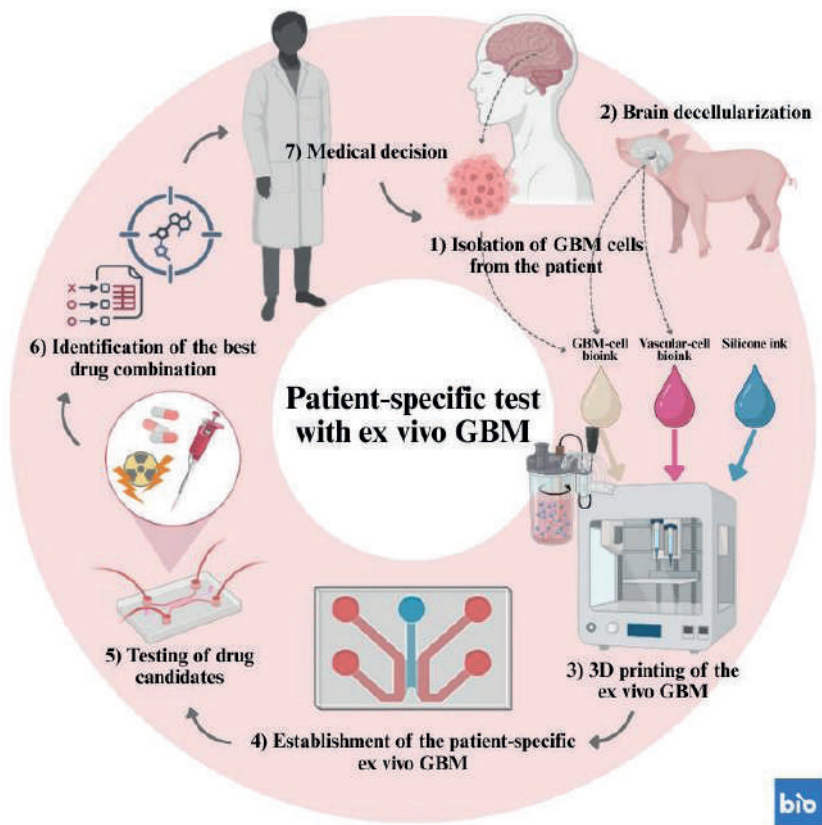 7) Medical decision
2) Brain decellularization
1) Isolation of GBM cells
from the patient
GBM-cell
bioink
Vascular-cell
bioink
Silicone ink
6) Identification of the best
drug combination
Patient-specific test
with ex vivo GBM
5) Testing of drug
candidates
3) 3D printing of the
ex vivo GBM
4) Establishment of the patient-specific
ex vivo GBM
bio